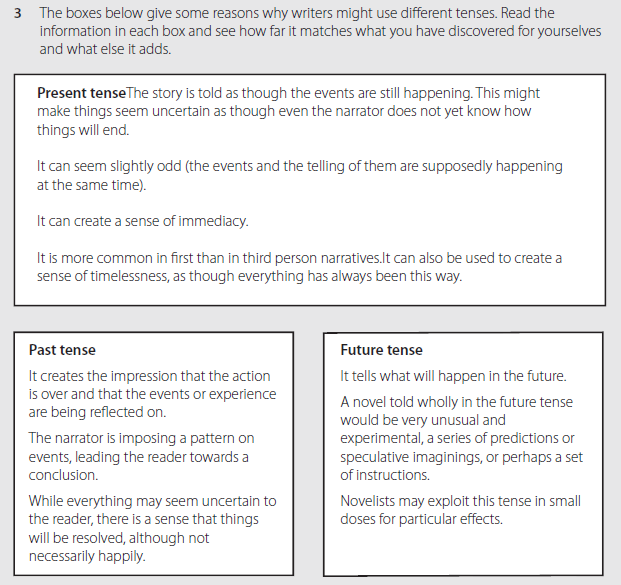 3 The boxes below give some reasons why writers might use different tenses. Read the
information in each box and see how far it matches what you have discovered for yourselves
and what else it adds.
Present tenseThe story is told as though the events are still happening. This might
make things seem uncertain as though even the narrator does not yet know how
things will end.
It can seem slightly odd (the events and the telling of them are supposedly happening
at the same time).
It can create a sense of immediacy.
It is more common in first than in third person narratives.It can also be used to create a
sense of timelessness, as though everything has always been this way.
Past tense
It creates the impression that the action
is over and that the events or experience
are being reflected on.
The narrator is imposing a pattern on
events, leading the reader towards a
conclusion.
While everything may seem uncertain to
the reader, there is a sense that things
will be resolved, although not
necessarily happily.
Future tense
It tells what will happen in the future.
A novel told wholly in the future tense
would be very unusual and
experimental, a series of predictions or
speculative imaginings, or perhaps a set
of instructions.
Novelists may exploit this tense in small
doses for particular effects.